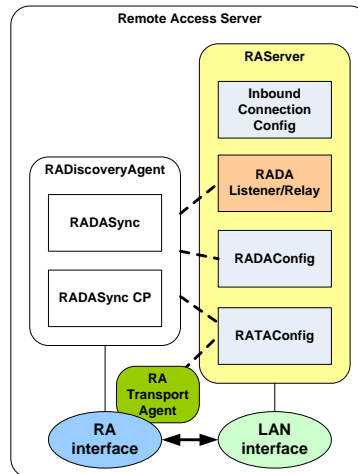 Remote Access Server
RAServer
Inbound
Connection
Config
RADiscoveryAgent
RADA
Listener/Relay
RADASync
RADAConfig
RADASync CP
RATAConfig
RA
Transport
Agent
RA
interface
LAN
interface